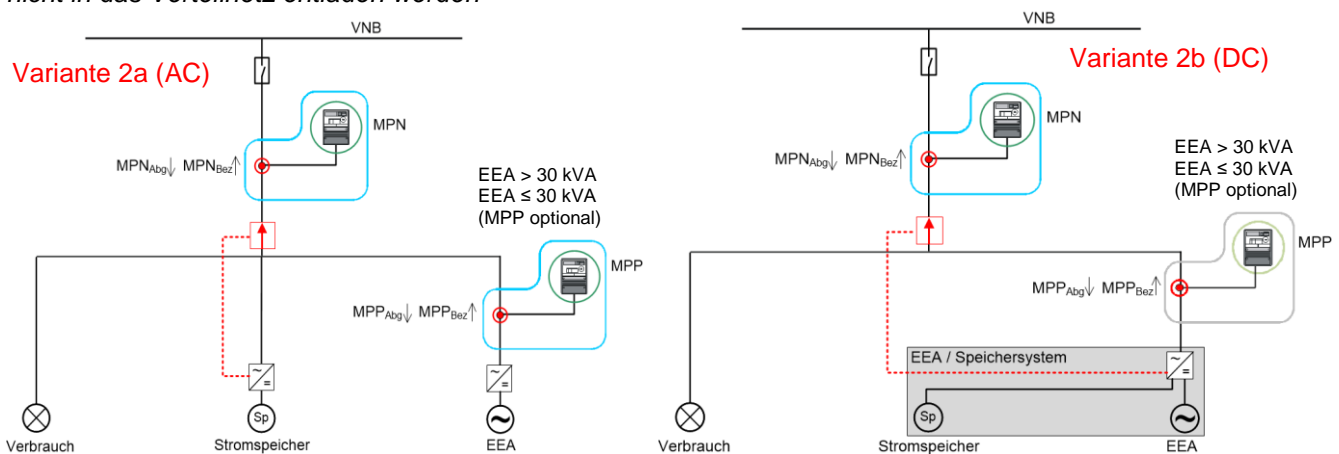 nicht in das Verteilnetz entladen werden
VNB
Variante 2a (AC)
MPN
MPNAbg↓ MPNBez↑
EEA > 30 kVA
EEA ≤ 30 kVA
(MPP optional)
MPP
MPPAbg↓ MPPBez↑
Sp
Verbrauch
Stromspeicher
EEA
VNB
Variante 2b (DC)
MPN
MPNAbg↓ MPNBez↑
EEA > 30 kVA
EEA ≤ 30 kVA
(MPP optional)
MPP
MPPAbg↓ MPPBez↑
EEA / Speichersystem
Sp
Verbrauch
Stromspeicher
EEA